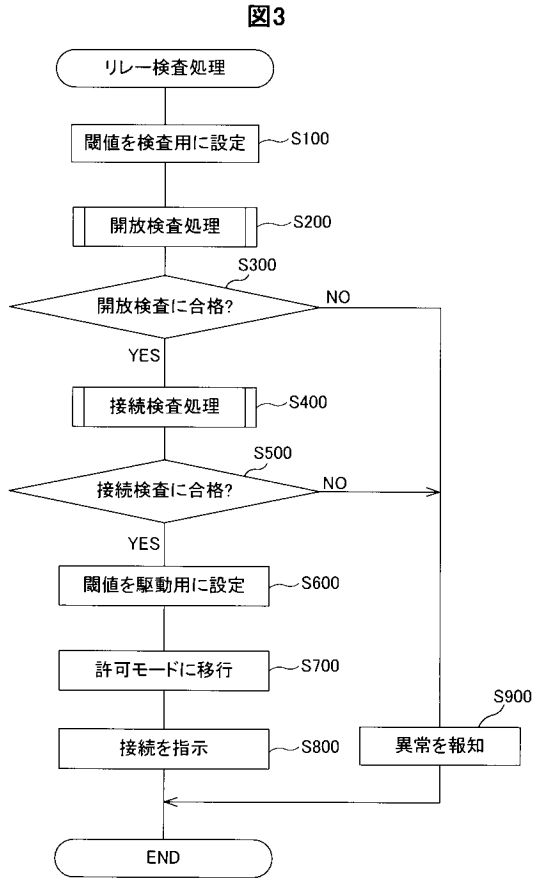 図3
リレー検査処理
閾値を検査用に設定
S100
開放検査処理
S200
S300
開放検査に合格?
NO
YES
接続検査処理
S400
S500
接続検査に合格?
NO
YES
閾値を駆動用に設定
S600
許可モードに移行
S700
S900
接続を指示
S800
異常を報知
END